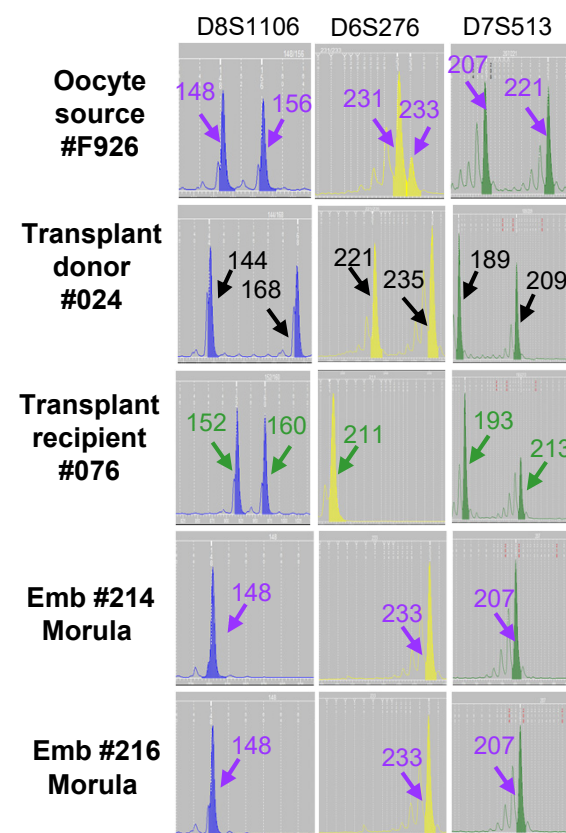 D8S1106 D6S276 D7S513
Oocyte
source
#F926
148 156 231 233 207 221
Transplant
donor
#024
144 168 221 235 189 209
Transplant
recipient
#076
152 160 211 193 213
Emb #214
Morula
148 233 207
Emb #216
Morula
148 233 207